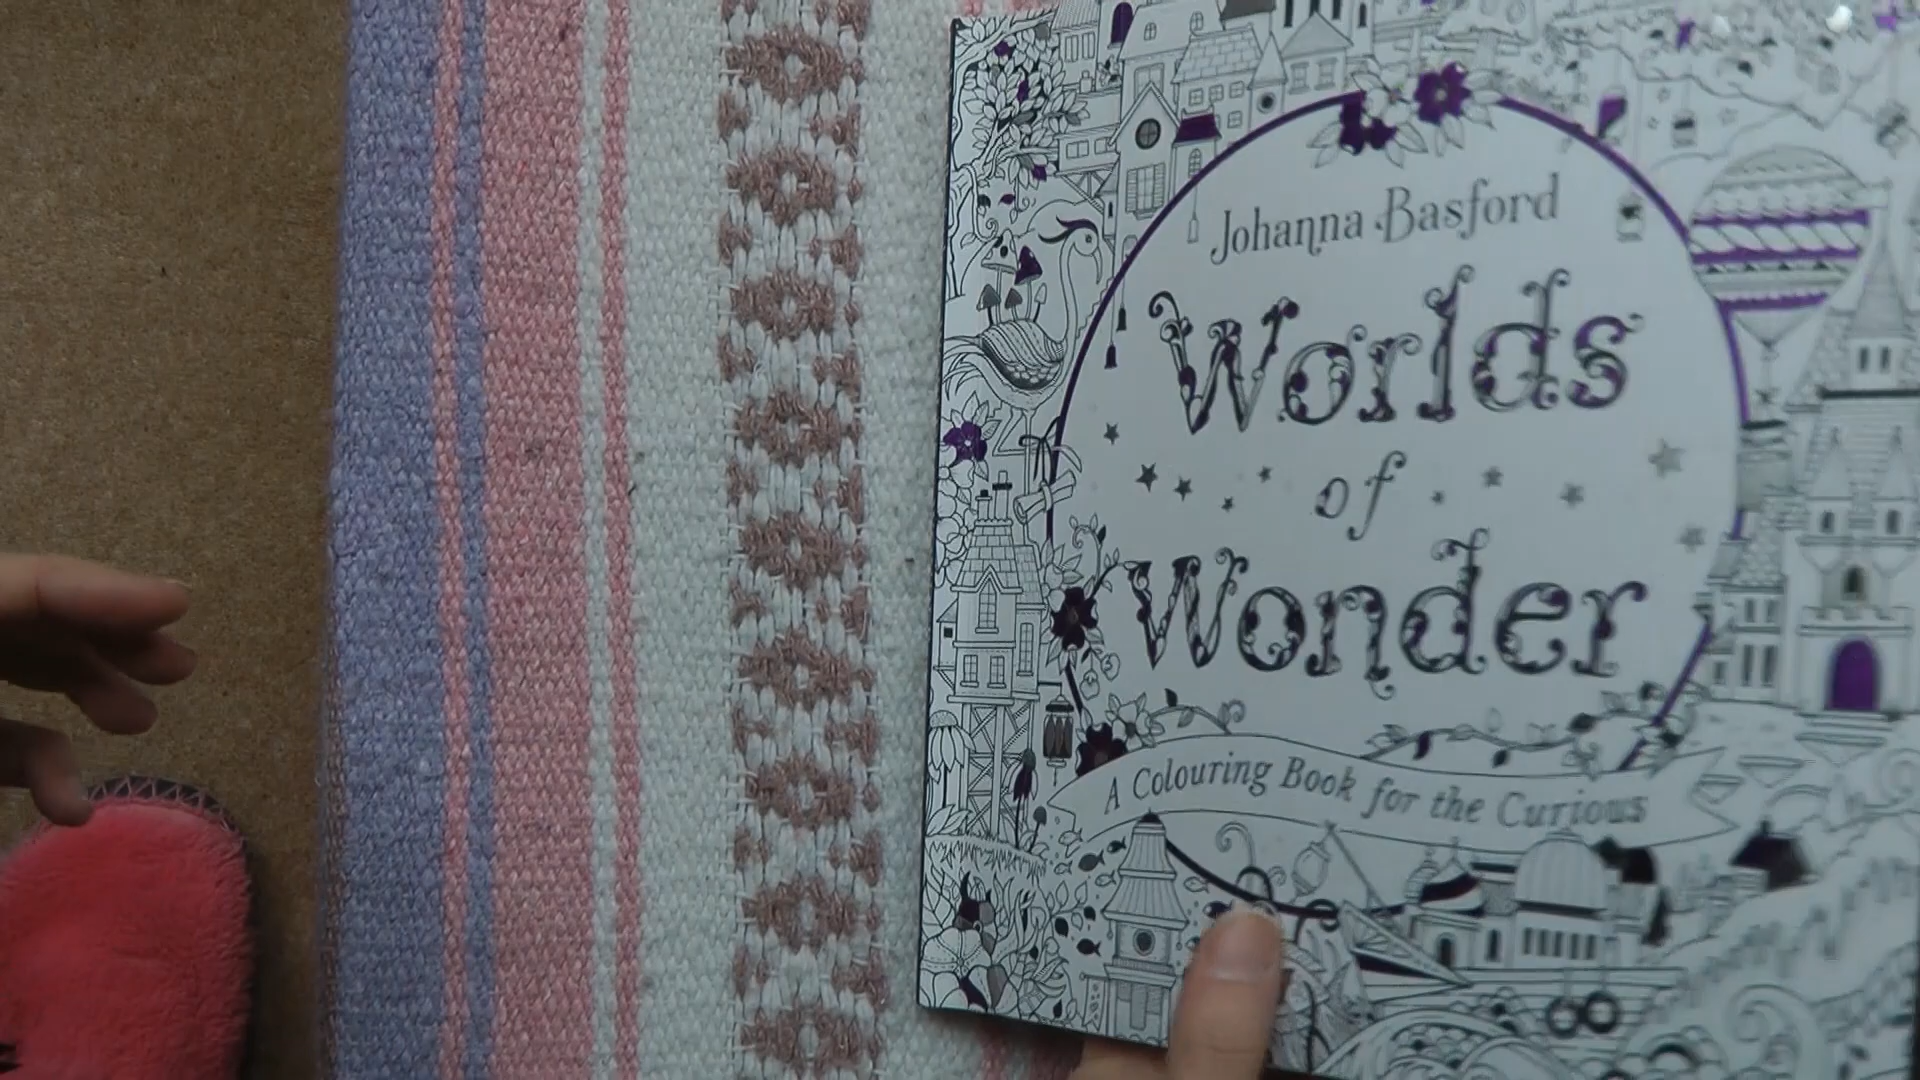 Johanna Basford
Worlds
of
Wonder
A Colouring Book for the Curious